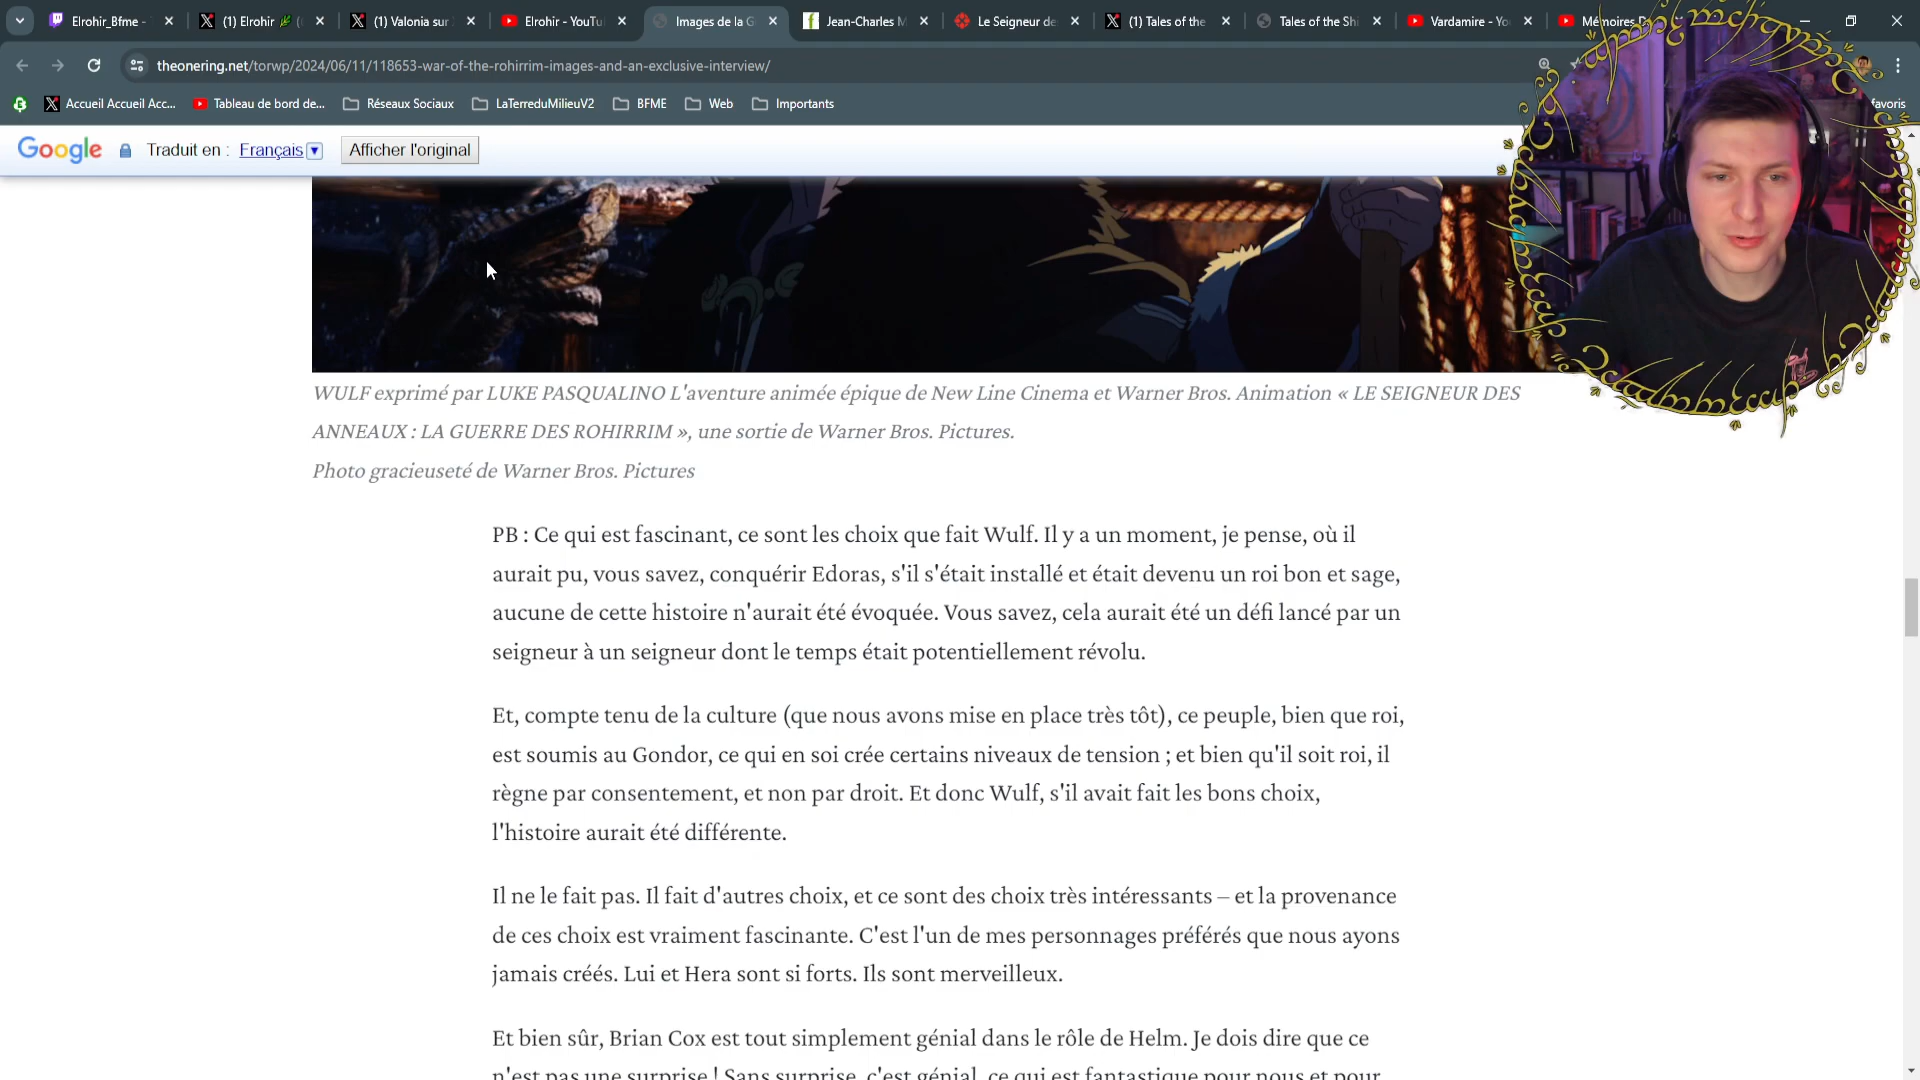 Elrohir_Bfme - 
(1) Elrohir
(1) Valonia sur
Elrohir - YouTu
Images de la G
Jean-Charles M
Le Seigneur de
(1) Tales of the
Tales of the Shi
Vardamire - Yo
Mémoires
theonering.net/torwp/2024/06/11/118653-war-of-the-rohirrim-images-and-an-exclusive-interview/
Accueil Accueil Acc...
Tableau de bord de...
Réseaux Sociaux
LaTerreduMilieuV2
BFME
Web
Importants
favoris
Google
Traduit en :
Français
Afficher l'original
WULF exprimé par LUKE PASQUALINO L'aventure animée épique de New Line Cinema et Warner Bros. Animation « LE SEIGNEUR DES
ANNEAUX : LA GUERRE DES ROHIRRIM », une sortie de Warner Bros. Pictures.
Photo gracieuseté de Warner Bros. Pictures
PB : Ce qui est fascinant, ce sont les choix que fait Wulf. Il y a un moment, je pense, où il
aurait pu, vous savez, conquérir Edoras, s'il s'était installé et était devenu un roi bon et sage,
aucune de cette histoire n'aurait été évoquée. Vous savez, cela aurait été un défi lancé par un
seigneur à un seigneur dont le temps était potentiellement révolu.
Et, compte tenu de la culture (que nous avons mise en place très tôt), ce peuple, bien que roi,
est soumis au Gondor, ce qui en soi crée certains niveaux de tension ; et bien qu'il soit roi, il
règne par consentement, et non par droit. Et donc Wulf, s'il avait fait les bons choix,
l'histoire aurait été différente.
Il ne le fait pas. Il fait d'autres choix, et ce sont des choix très intéressants – et la provenance
de ces choix est vraiment fascinante. C'est l'un de mes personnages préférés que nous ayons
jamais créés. Lui et Hera sont si forts. Ils sont merveilleux.
Et bien sûr, Brian Cox est tout simplement génial dans le rôle de Helm. Je dois dire que ce
n'est pas une surprise ! Sans surprise, c'est génial, ce qui est fantastique pour nous et pour